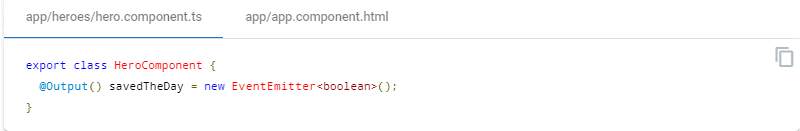 app/heroes/hero.component.ts app/app.component.html
export class HeroComponent {
  @Output() savedTheDay = new EventEmitter<boolean>();
}